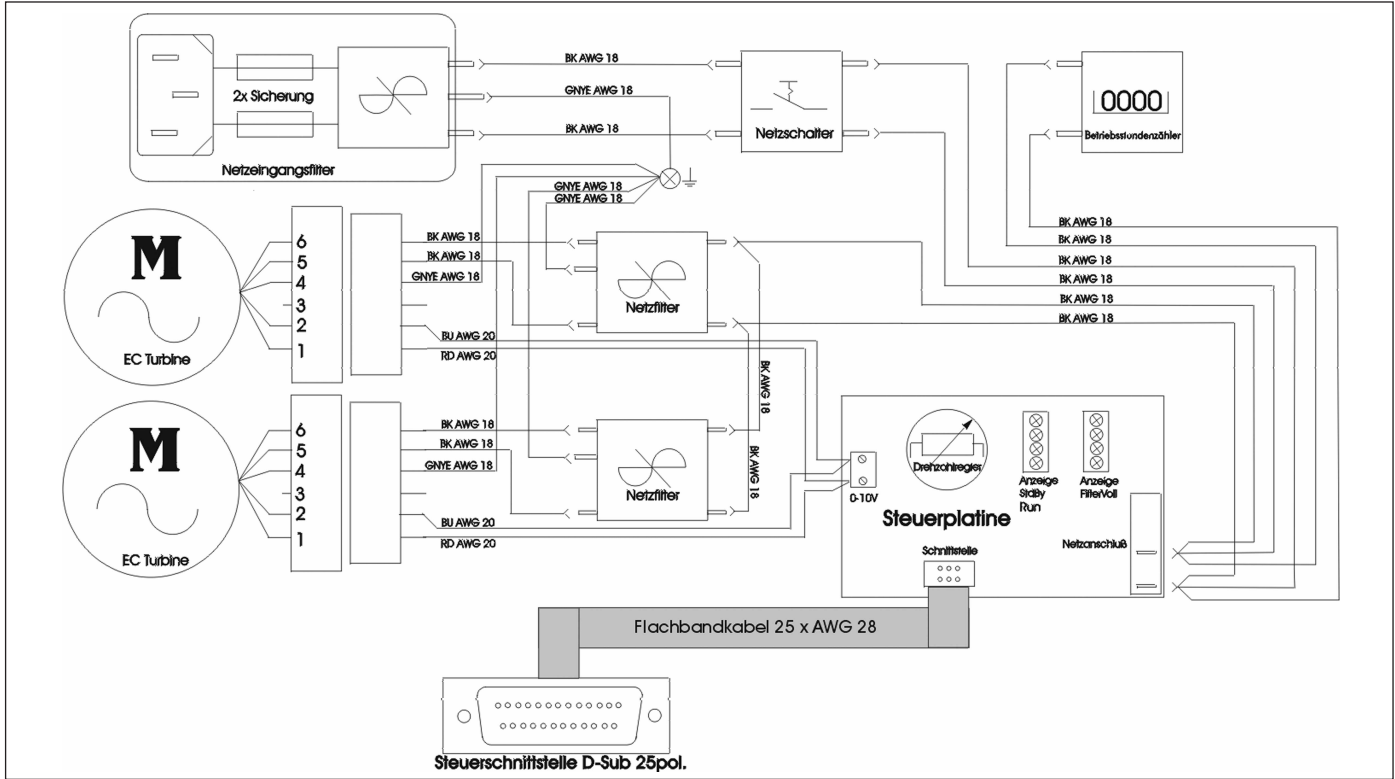 BK AWG 18
GNYE AWG 18
BK AWG 18
2x Sicherung
Netzeingangsfilter
Netzschalter
0000
Betriebsstundenzähler
GNYE AWG 18
GNYE AWG 18
M
EC Turbine
6
5
4
3
2
1
BK AWG 18
BK AWG 18
GNYE AWG 18
BU AWG 20
RD AWG 20
Netzfilter
BK AWG 18
BK AWG 18
BK AWG 18
BK AWG 18
BK AWG 18
BK AWG 18
BK AWG 18
BK AWG 18
M
EC Turbine
6
5
4
3
2
1
BK AWG 18
BK AWG 18
GNYE AWG 18
BU AWG 20
RD AWG 20
Netzfilter
0-10V
Drehzahlregler
Anzeige
StdBy
Run
Anzeige
FilterVoll
Steuerplatine
Schnittstelle
Netzanschluß
Flachbandkabel 25 x AWG 28
Steuerschnittstelle D-Sub 25pol.